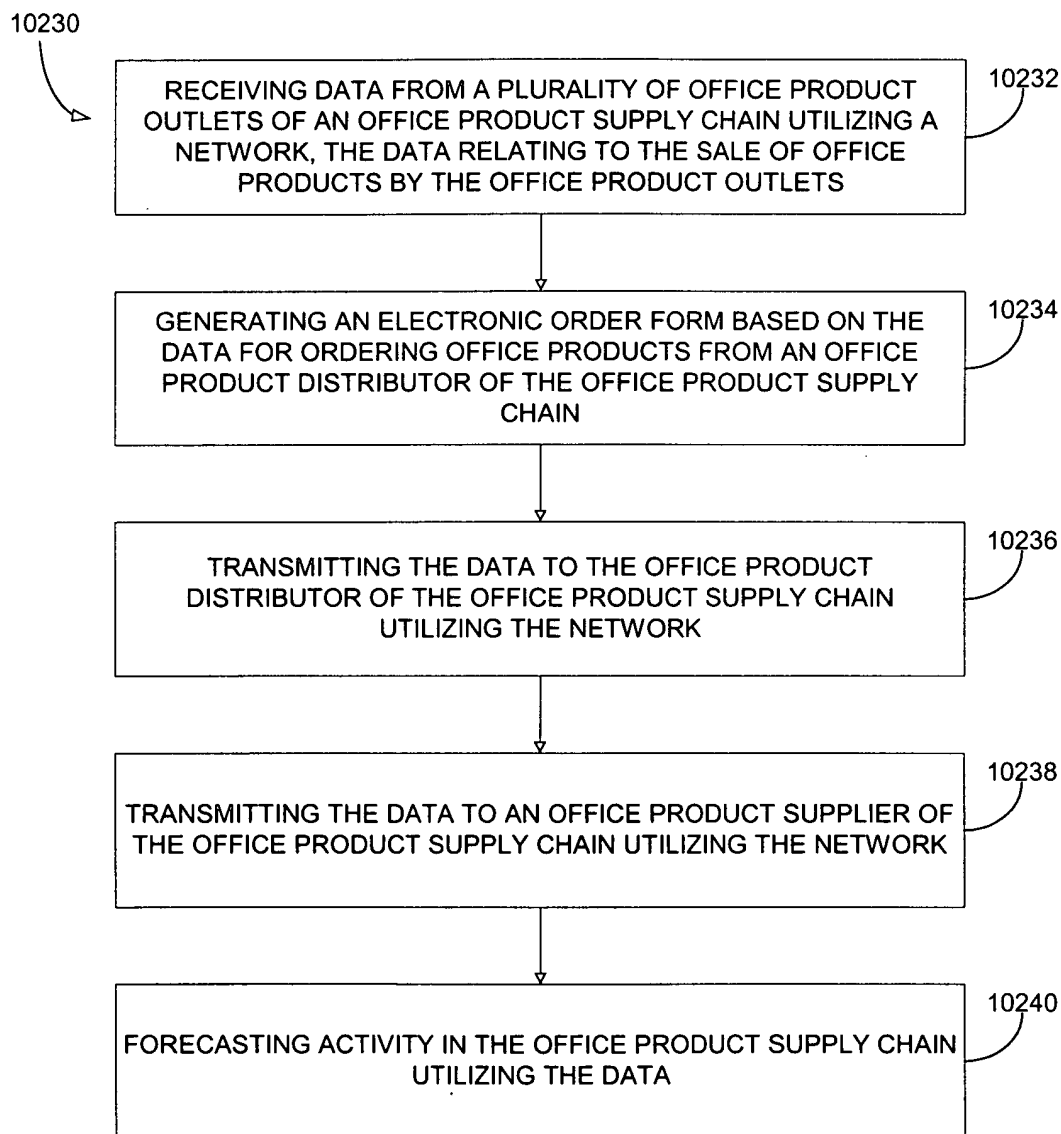 10230
10232
RECEIVING DATA FROM A PLURALITY OF OFFICE PRODUCT
OUTLETS OF AN OFFICE PRODUCT SUPPLY CHAIN UTILIZING A
NETWORK, THE DATA RELATING TO THE SALE OF OFFICE
PRODUCTS BY THE OFFICE PRODUCT OUTLETS
10234
GENERATING AN ELECTRONIC ORDER FORM BASED ON THE
DATA FOR ORDERING OFFICE PRODUCTS FROM AN OFFICE
PRODUCT DISTRIBUTOR OF THE OFFICE PRODUCT SUPPLY
CHAIN
10236
TRANSMITTING THE DATA TO THE OFFICE PRODUCT
DISTRIBUTOR OF THE OFFICE PRODUCT SUPPLY CHAIN
UTILIZING THE NETWORK
10238
TRANSMITTING THE DATA TO AN OFFICE PRODUCT SUPPLIER OF
THE OFFICE PRODUCT SUPPLY CHAIN UTILIZING THE NETWORK
10240
FORECASTING ACTIVITY IN THE OFFICE PRODUCT SUPPLY CHAIN
UTILIZING THE DATA